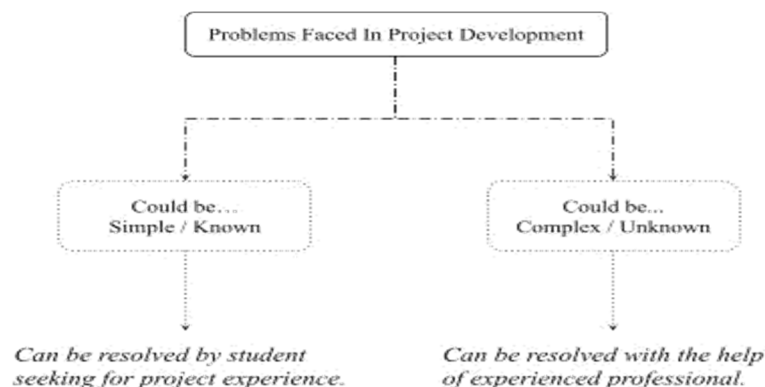 Problems Faced In Project Development
Could be...
Simple / Known
Could be...
Complex / Unknown
Can be resolved by student
seeking for project experience.
Can be resolved with the help
of experienced professional.